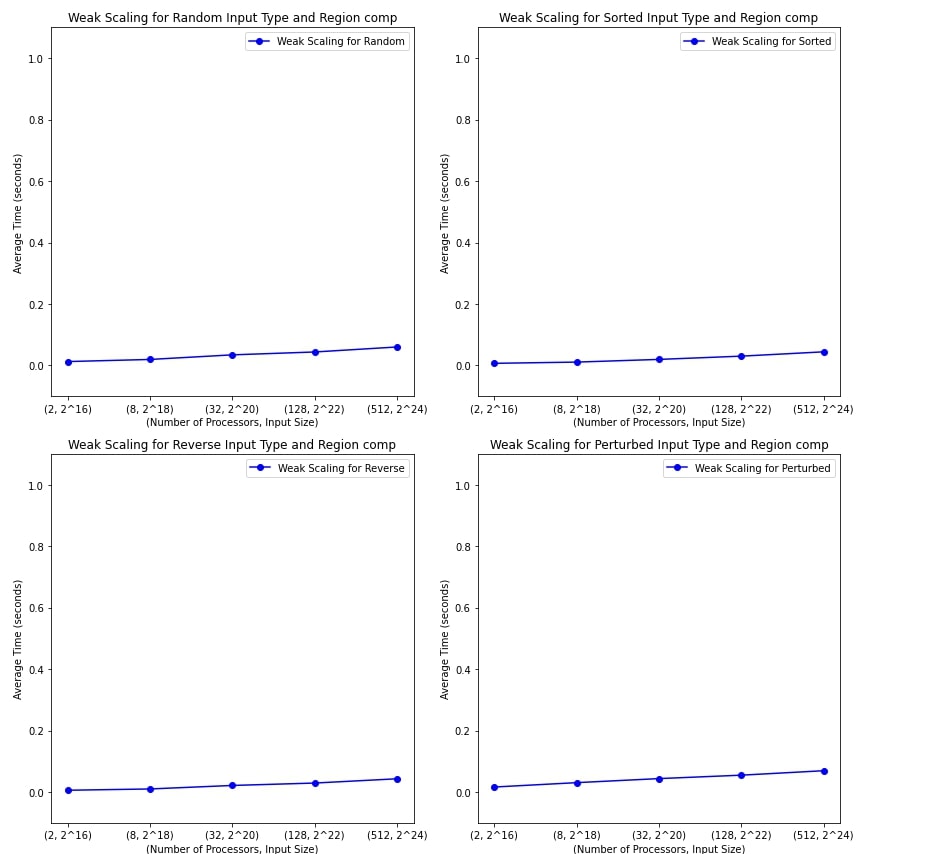 Weak Scaling for Random Input Type and Region comp
Weak Scaling for Random
1.0
0.8
0.6
0.4
0.2
0.0
Average Time (seconds)
(2, 2^16) (8, 2^18) (32, 2^20) (128, 2^22) (512, 2^24)
(Number of Processors, Input Size)
Weak Scaling for Sorted Input Type and Region comp
Weak Scaling for Sorted
1.0
0.8
0.6
0.4
0.2
0.0
Average Time (seconds)
(2, 2^16) (8, 2^18) (32, 2^20) (128, 2^22) (512, 2^24)
(Number of Processors, Input Size)
Weak Scaling for Reverse Input Type and Region comp
Weak Scaling for Reverse
1.0
0.8
0.6
0.4
0.2
0.0
Average Time (seconds)
(2, 2^16) (8, 2^18) (32, 2^20) (128, 2^22) (512, 2^24)
(Number of Processors, Input Size)
Weak Scaling for Perturbed Input Type and Region comp
Weak Scaling for Perturbed
1.0
0.8
0.6
0.4
0.2
0.0
Average Time (seconds)
(2, 2^16) (8, 2^18) (32, 2^20) (128, 2^22) (512, 2^24)
(Number of Processors, Input Size)